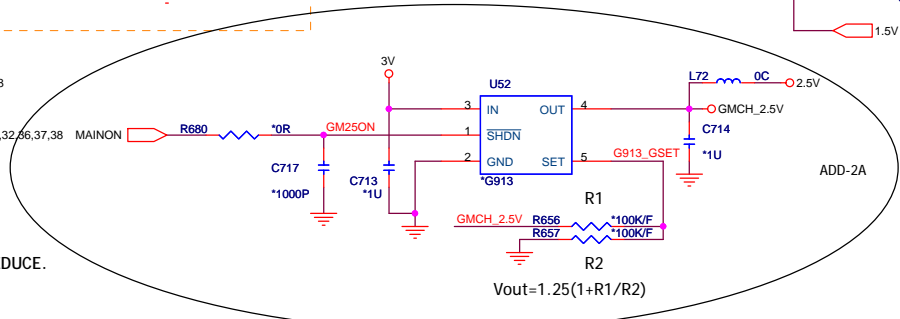 1.5V
3V
U52
L72 0C 2.5V
3 IN OUT 4
GMCH_2.5V
,32,36,37,38 MAINON R680 *0R GM25ON 1 SHDN
C714
*1U
2 GND SET 5 G913_GSET
C717
*1000P
C713
*1U
*G913
ADD-2A
R1
GMCH_2.5V R656 *100K/F
R657 *100K/F
R2
DUCE.
Vout=1.25(1+R1/R2)